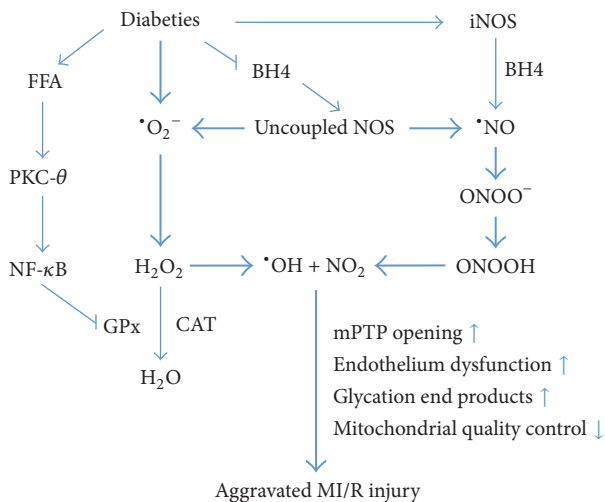 Diabeties
iNOS
FFA
BH4
BH4
•O₂⁻
Uncoupled NOS
•NO
PKC-θ
ONOO⁻
NF-κB
H₂O₂
•OH + NO₂
ONOOH
GPx
CAT
H₂O
mPTP opening ↑
Endothelium dysfunction ↑
Glycation end products ↑
Mitochondrial quality control ↓
Aggravated MI/R injury